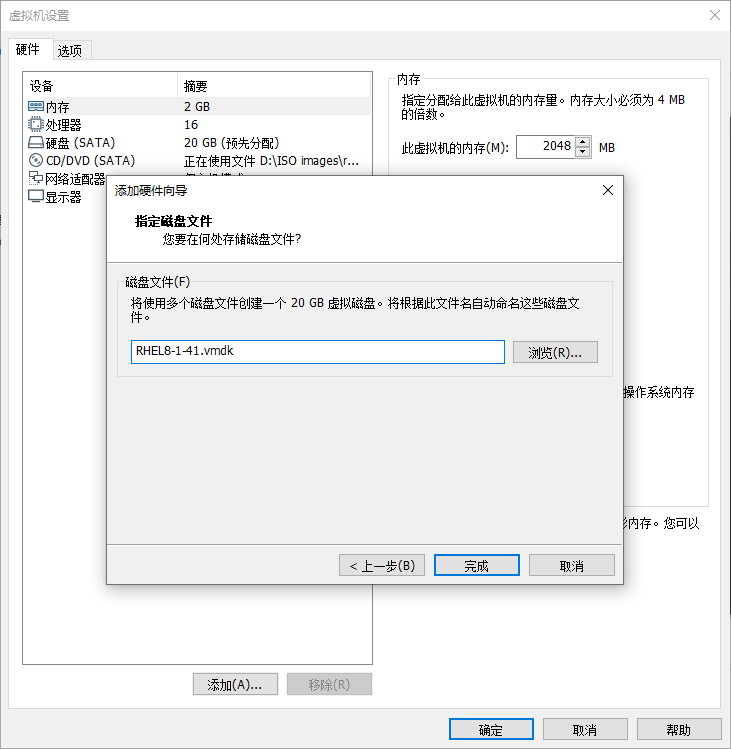 虚拟机设置
硬件 选项
设备 摘要
内存 2 GB
处理器 16
硬盘 (SATA) 20 GB (预先分配)
CD/DVD (SATA) 正在使用文件 D:\ISO images\r...
网络适配器
显示器
内存
指定分配给此虚拟机的内存量。内存大小必须为 4 MB
的倍数。
此虚拟机的内存(M): 2048 MB
添加硬件向导
指定磁盘文件
您要在何处存储磁盘文件?
磁盘文件(F)
将使用多个磁盘文件创建一个 20 GB 虚拟磁盘。将根据此文件名自动命名这些磁盘文
件。
RHEL8-1-41.vmdk 浏览(R)...
操作系统内存
内存。您可以
< 上一步(B) 完成 取消
添加(A)... 移除(R)
确定 取消 帮助